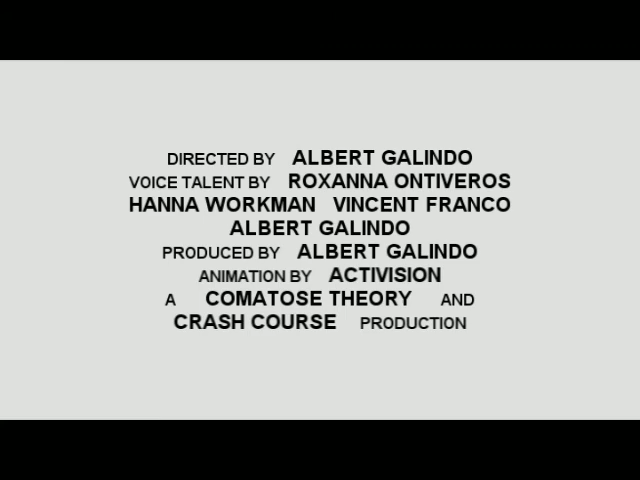 DIRECTED BY ALBERT GALINDO
VOICE TALENT BY ROXANNA ONTIVEROS
HANNA WORKMAN VINCENT FRANCO
ALBERT GALINDO
PRODUCED BY ALBERT GALINDO
ANIMATION BY ACTIVISION
A COMATOSE THEORY AND
CRASH COURSE PRODUCTION